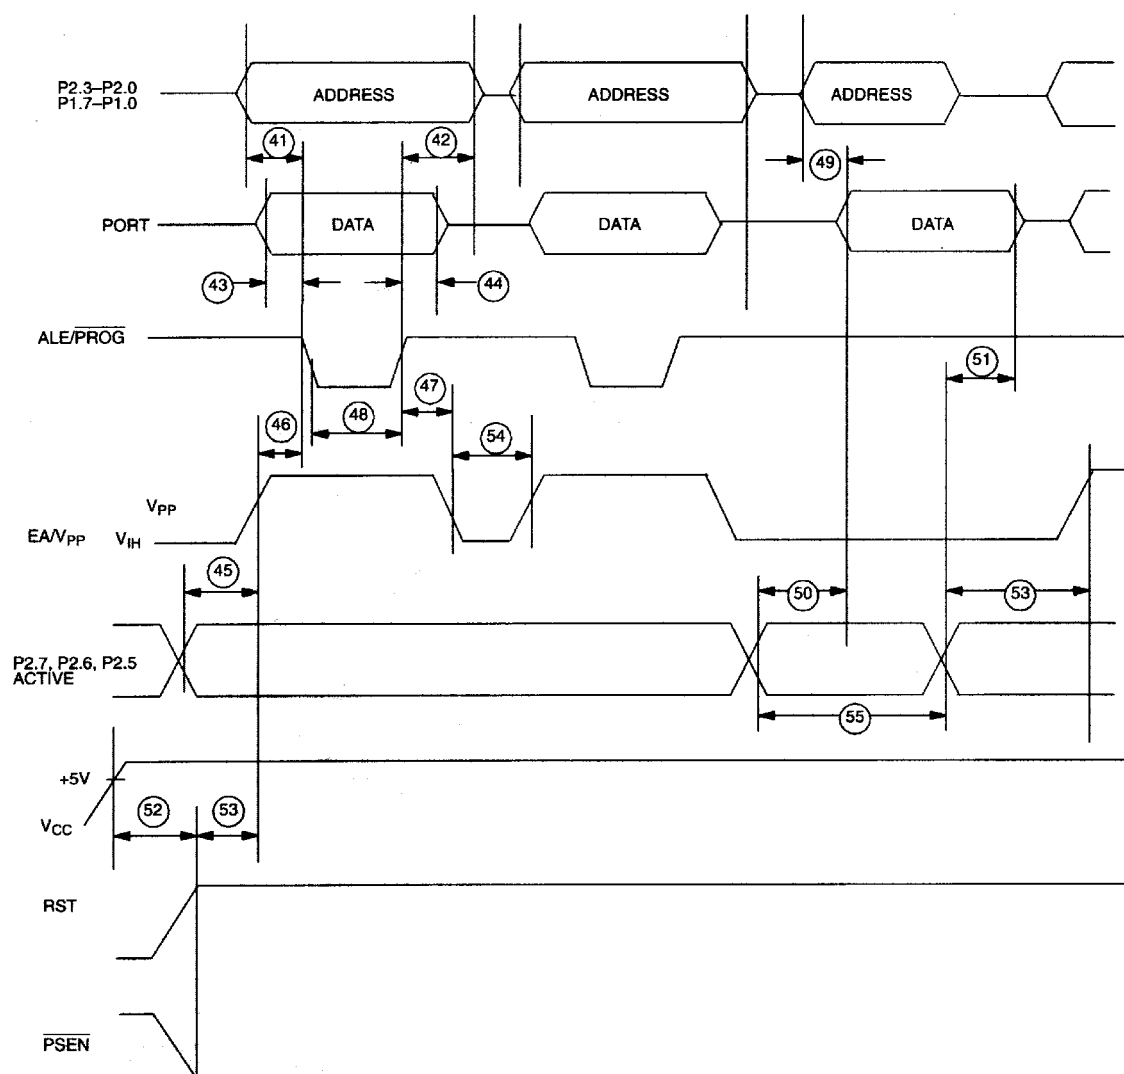 P2.3–P2.0
P1.7–P1.0
ADDRESS
ADDRESS
ADDRESS
41
42
49
PORT
DATA
DATA
DATA
43
44
ALE/PROG
51
46
48
47
54
VPP
EA/VPP
VIH
45
50
53
P2.7, P2.6, P2.5
ACTIVE
55
+5V
VCC
52
53
RST
PSEN